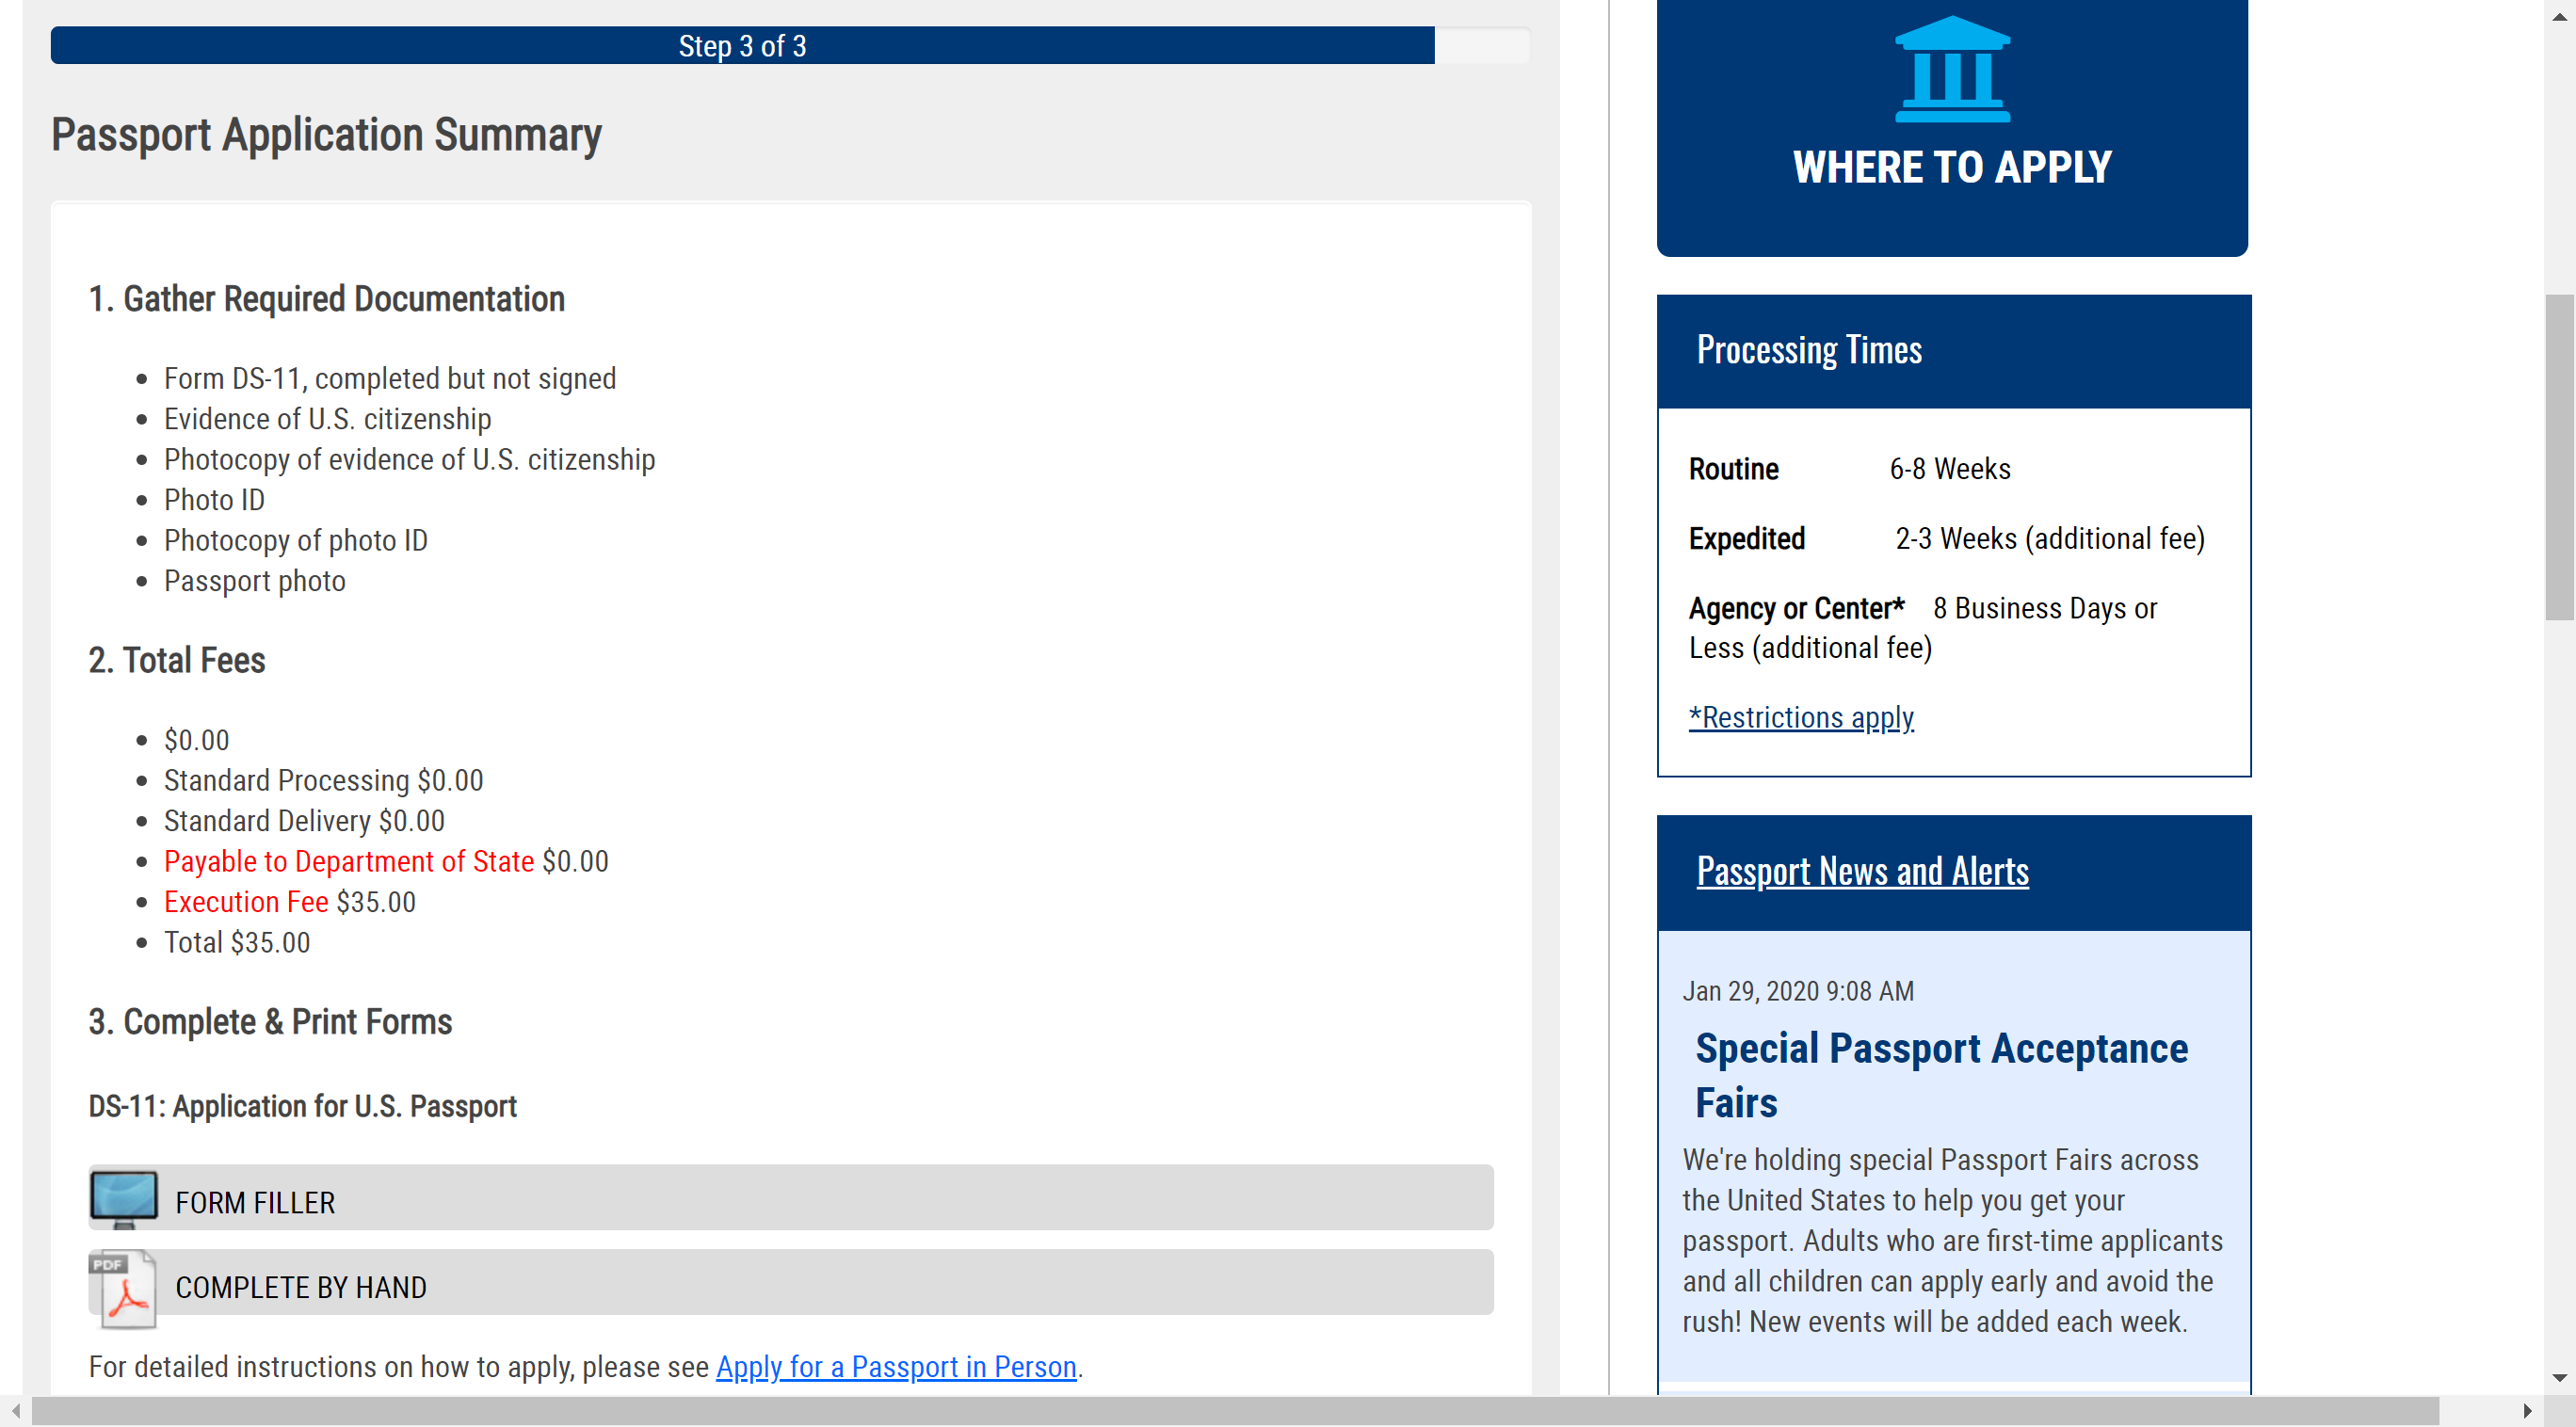 Step 3 of 3
Passport Application Summary
1. Gather Required Documentation
Form DS-11, completed but not signed
Evidence of U.S. citizenship
Photocopy of evidence of U.S. citizenship
Photo ID
Photocopy of photo ID
Passport photo
2. Total Fees
$0.00
Standard Processing $0.00
Standard Delivery $0.00
Payable to Department of State $0.00
Execution Fee $35.00
Total $35.00
3. Complete & Print Forms
DS-11: Application for U.S. Passport
FORM FILLER
PDF
COMPLETE BY HAND
For detailed instructions on how to apply, please see Apply for a Passport in Person.
WHERE TO APPLY
Processing Times
Routine 6-8 Weeks
Expedited 2-3 Weeks (additional fee)
Agency or Center* 8 Business Days or
Less (additional fee)
*Restrictions apply
Passport News and Alerts
Jan 29, 2020 9:08 AM
Special Passport Acceptance
Fairs
We're holding special Passport Fairs across
the United States to help you get your
passport. Adults who are first-time applicants
and all children can apply early and avoid the
rush! New events will be added each week.